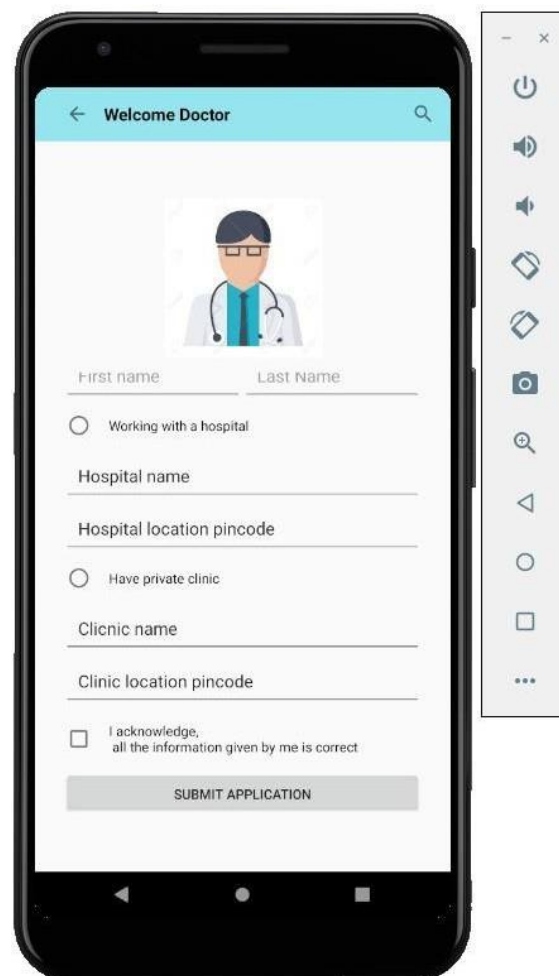 Welcome Doctor
First name Last Name
Working with a hospital
Hospital name
Hospital location pincode
Have private clinic
Clicnic name
Clinic location pincode
I acknowledge,
all the information given by me is correct
SUBMIT APPLICATION